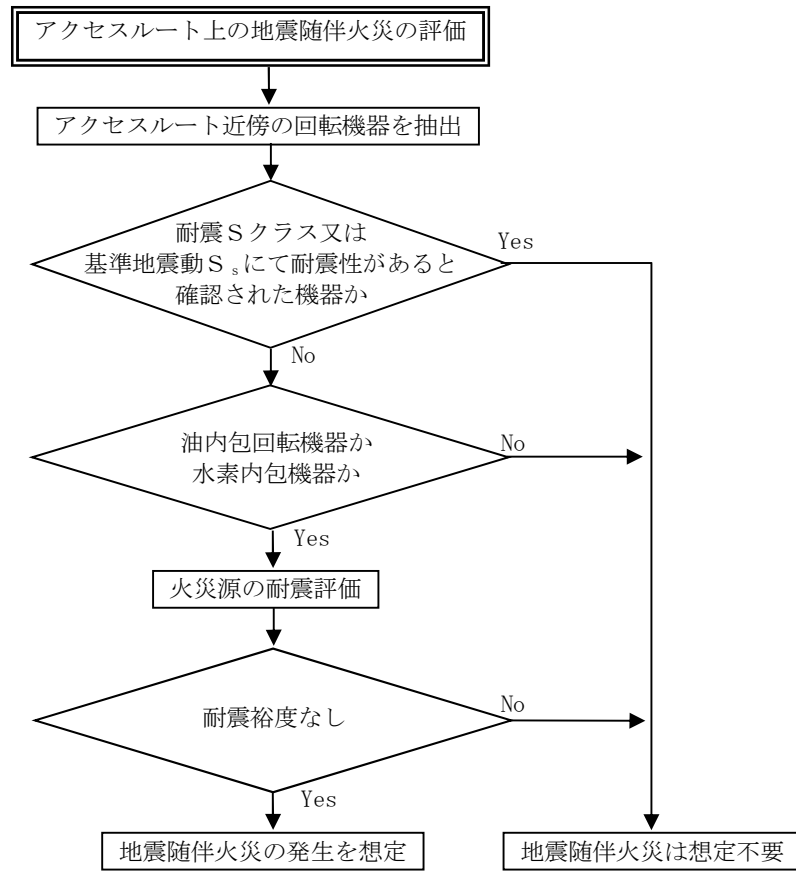 アクセスルート上の地震随伴火災の評価
アクセスルート近傍の回転機器を抽出
耐震Ｓクラス又は
基準地震動Ｓｓにて耐震性があると
確認された機器か
Yes
No
油内包回転機器か
水素内包機器か
No
Yes
火災源の耐震評価
耐震裕度なし
No
Yes
地震随伴火災の発生を想定
地震随伴火災は想定不要